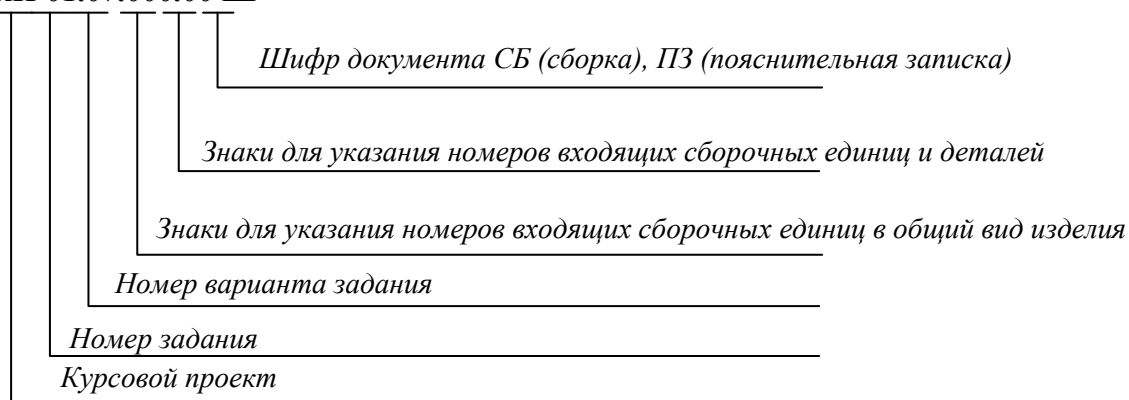 Шифр документа СБ (сборка), ПЗ (пояснительная записка)
Знаки для указания номеров входящих сборочных единиц и деталей
Знаки для указания номеров входящих сборочных единиц в общий вид изделия
Номер варианта задания
Номер задания
Курсовой проект